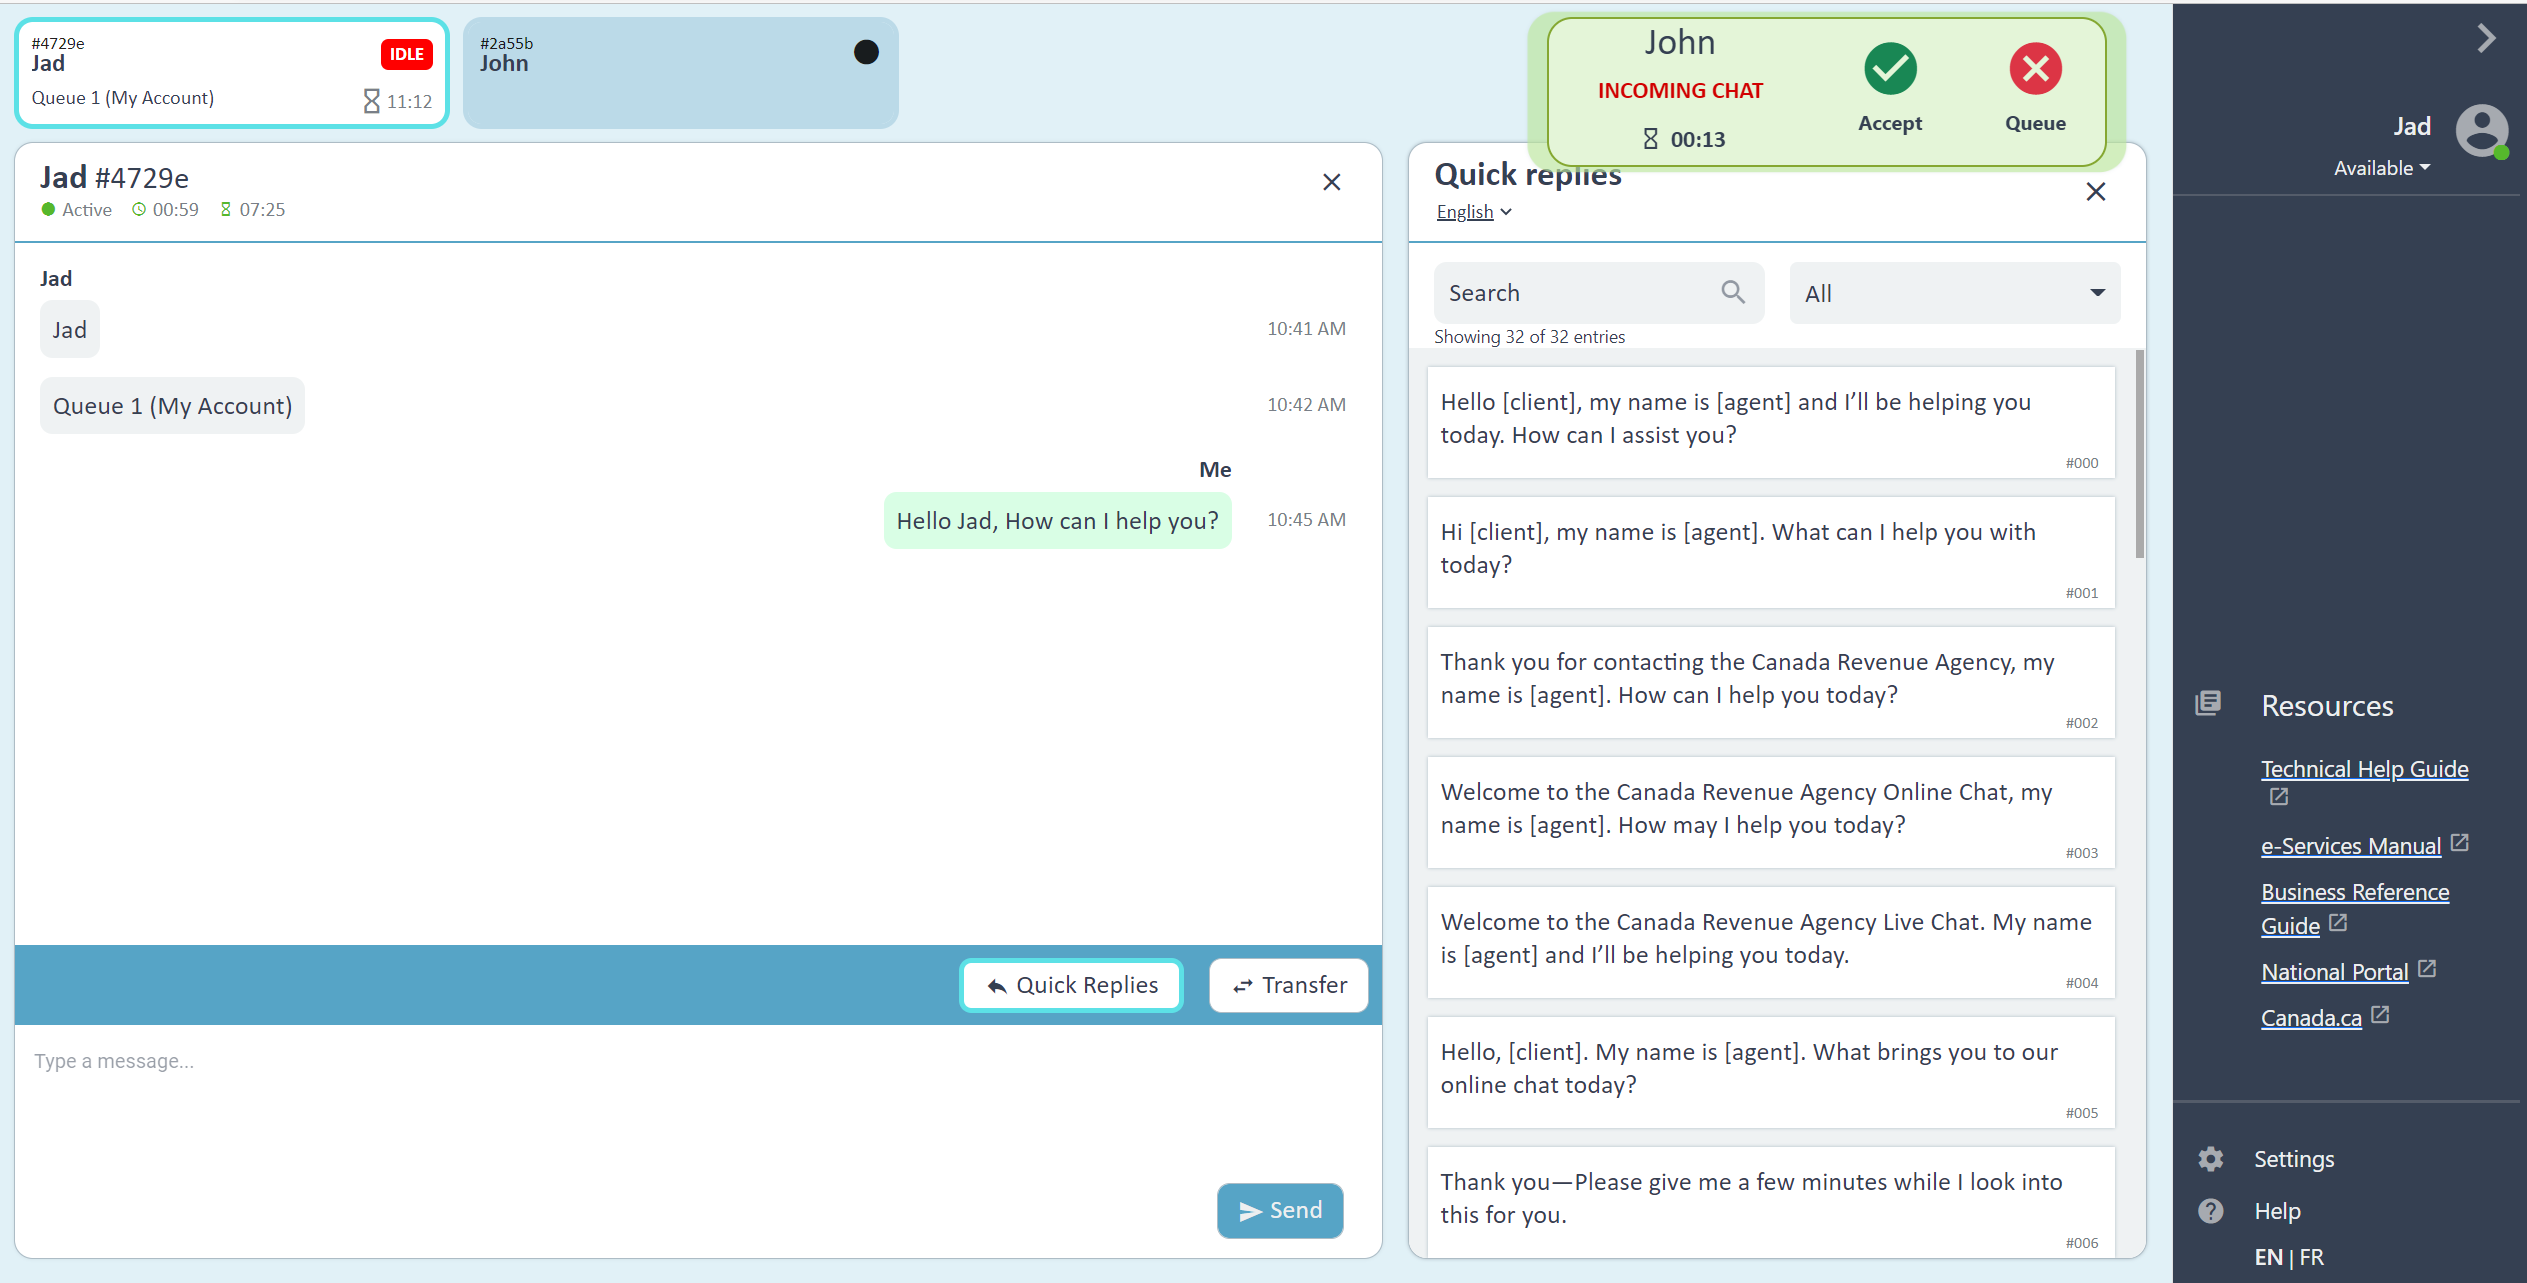 #4729e
Jad
IDLE
Queue 1 (My Account)
11:12
#2a55b
John
John
INCOMING CHAT
00:13
Accept
Queue
Jad
Available
Jad #4729e
Active 00:59 07:25
Jad
Jad
10:41 AM
Queue 1 (My Account)
10:42 AM
Me
Hello Jad, How can I help you?
10:45 AM
Quick Replies
Transfer
Type a message...
Send
Quick replies
English
Search
All
Showing 32 of 32 entries
Hello [client], my name is [agent] and I’ll be helping you
today. How can I assist you?
#000
Hi [client], my name is [agent]. What can I help you with
today?
#001
Thank you for contacting the Canada Revenue Agency, my
name is [agent]. How can I help you today?
#002
Welcome to the Canada Revenue Agency Online Chat, my
name is [agent]. How may I help you today?
#003
Welcome to the Canada Revenue Agency Live Chat. My name
is [agent] and I’ll be helping you today.
#004
Hello, [client]. My name is [agent]. What brings you to our
online chat today?
#005
Thank you—Please give me a few minutes while I look into
this for you.
#006
Resources
Technical Help Guide
e-Services Manual
Business Reference
Guide
National Portal
Canada.ca
Settings
Help
EN | FR